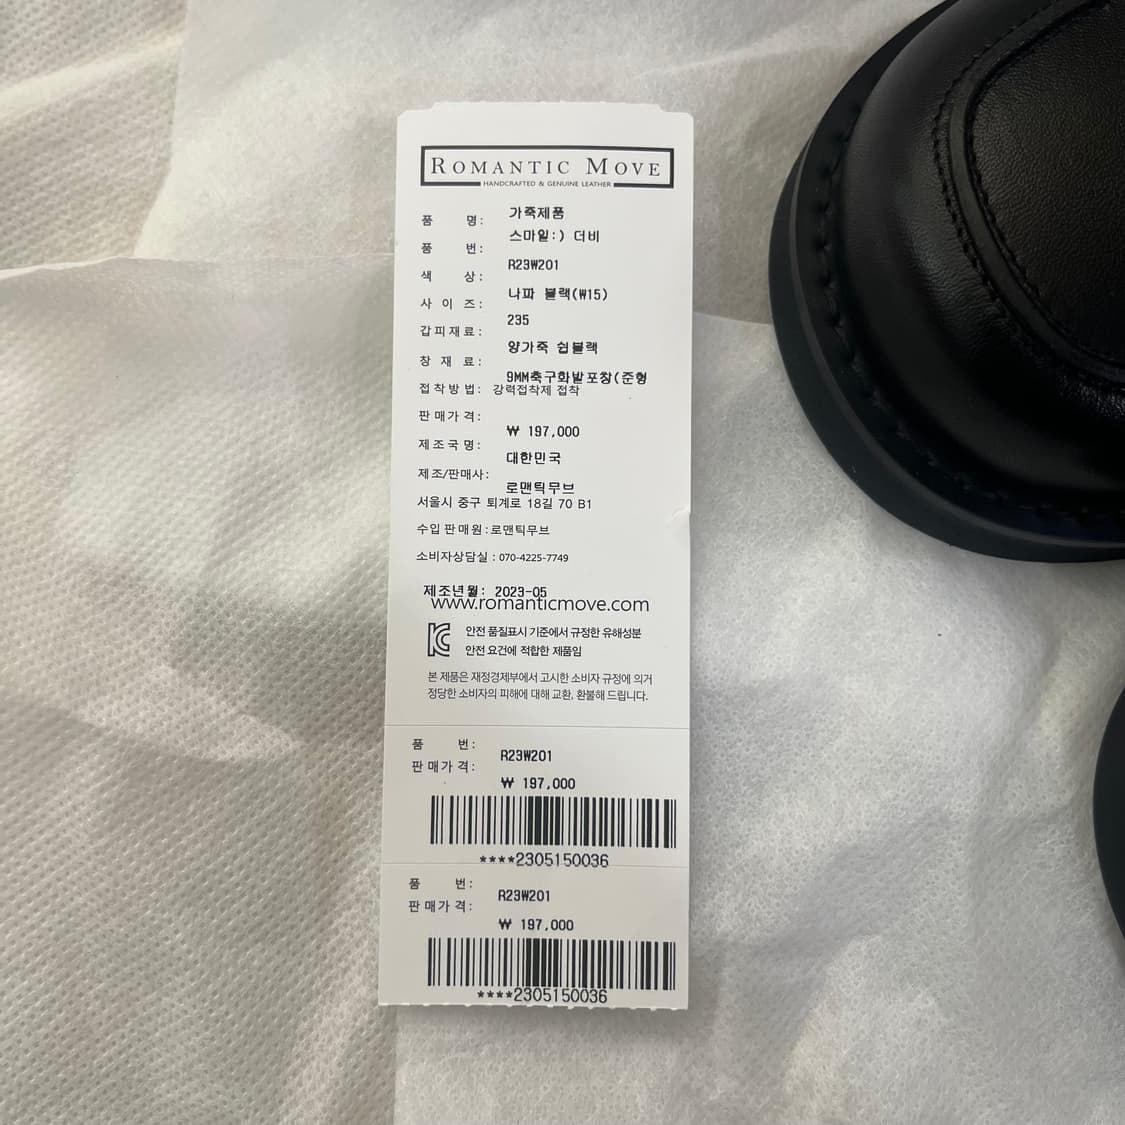 ROMANTIC MOVE
HANDCRAFTED & GENUINE LEATHER
품 명: 가죽제품
스마일:) 더비
품 번: R23W201
색 상: 나파 블랙(W15)
사 이 즈: 235
갑피재료: 양가죽 쉽블랙
창 재 료: 9MM축구화발포창(준형
접착방법: 강력접착제 접착
판매가격: ₩ 197,000
제조국명: 대한민국
제조/판매사: 로맨틱무브
서울시 중구 퇴계로 18길 70 B1
수입 판매원 : 로맨틱무브
소비자상담실 : 070-4225-7749
제조년월: 2023-05
www.romanticmove.com
안전 품질표시 기준에서 규정한 유해성분
안전 요건에 적합한 제품임
본 제품은 재정경제부에서 고시한 소비자 규정에 의거
정당한 소비자의 피해에 대해 교환, 환불해 드립니다.
품 번: R23W201
판매가격: ₩ 197,000
****2305150036
품 번: R23W201
판매가격: ₩ 197,000
****2305150036